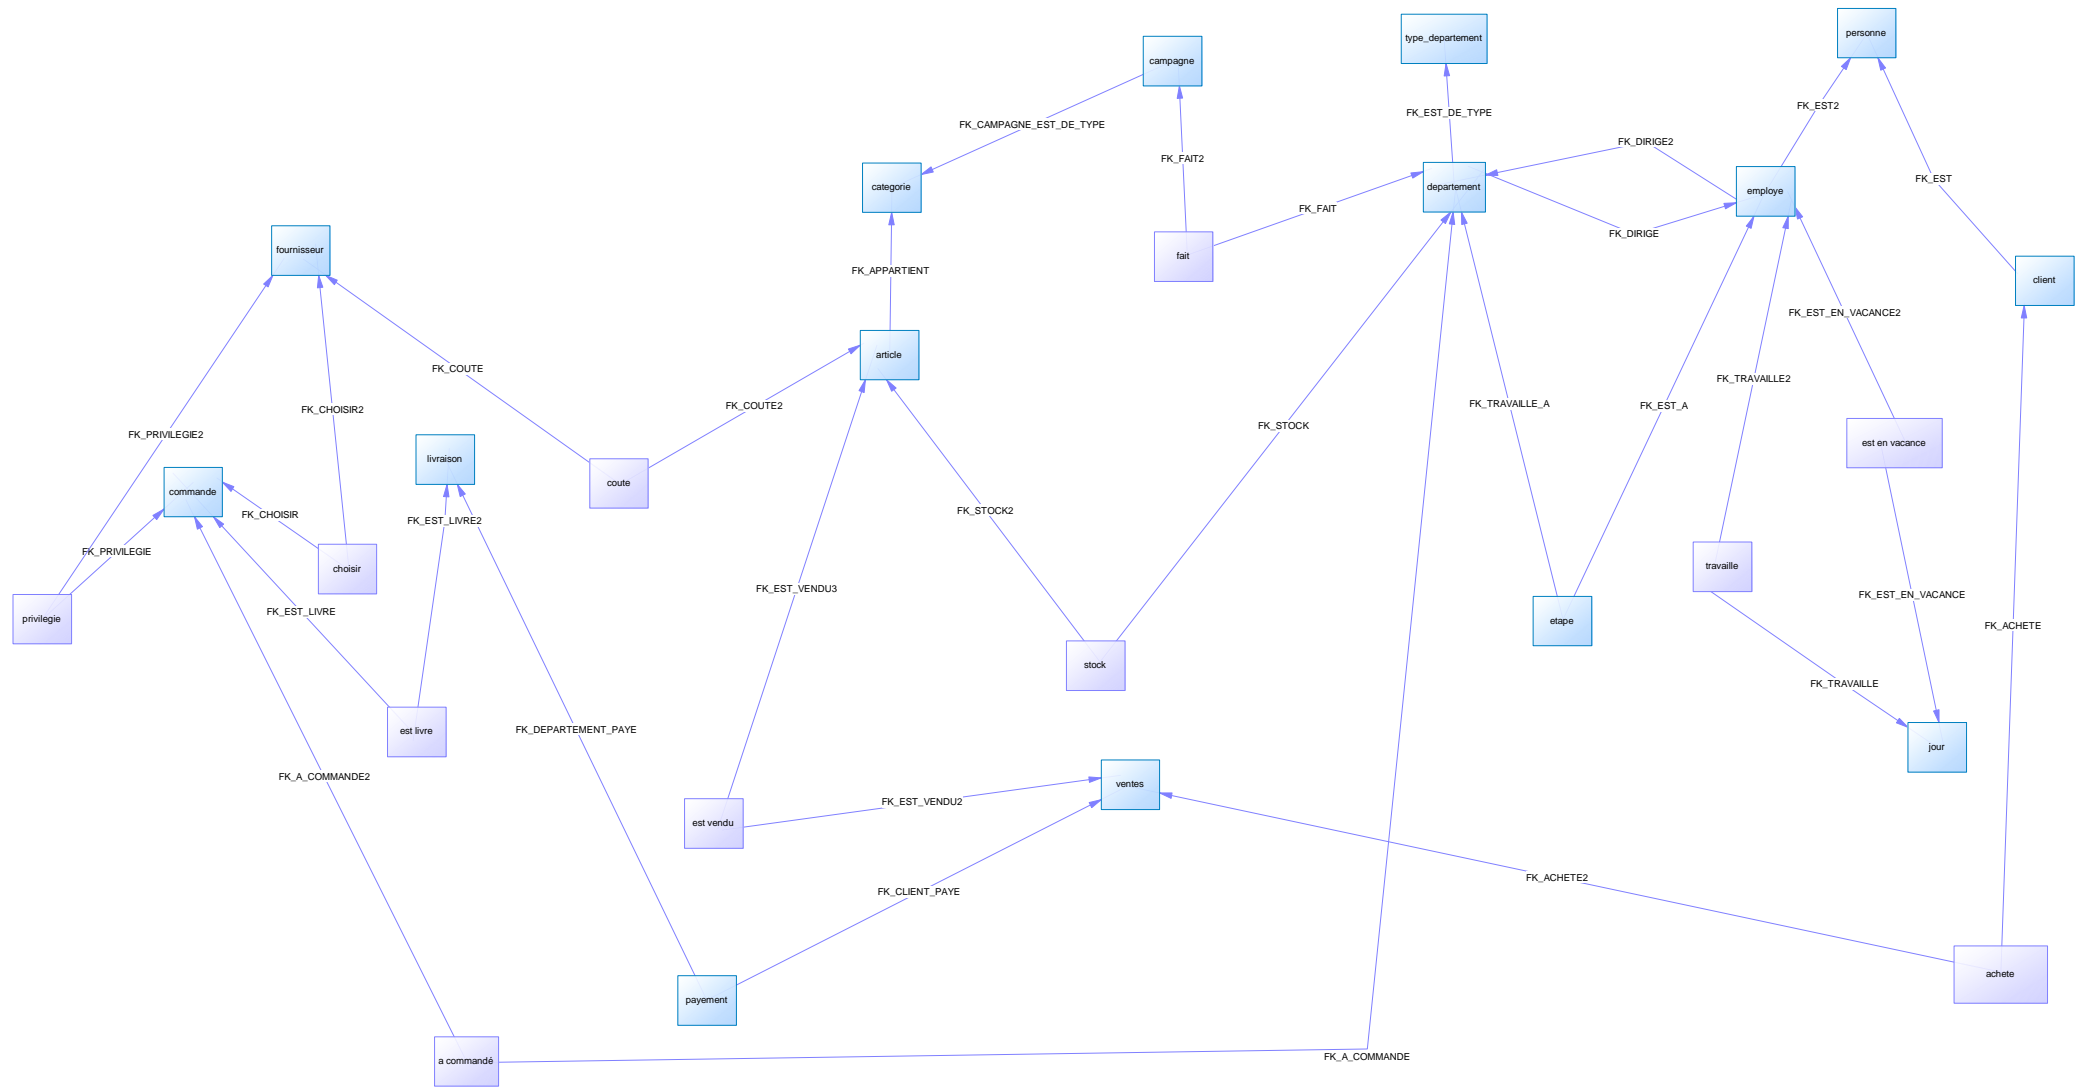 personne
type_departement
campagne
FK_EST2
FK_EST_DE_TYPE
FK_CAMPAGNE_EST_DE_TYPE
FK_DIRIGE2
FK_FAIT2
FK_EST
categorie
departement
employe
FK_FAIT
FK_DIRIGE
fournisseur
fait
FK_APPARTIENT
client
FK_EST_EN_VACANCE2
article
FK_COUTE
FK_TRAVAILLE2
FK_COUTE2
FK_TRAVAILLE_A
FK_EST_A
FK_CHOISIR2
FK_STOCK
FK_PRIVILEGIE2
est en vacance
livraison
coute
commande
FK_CHOISIR
FK_EST_LIVRE2
FK_STOCK2
FK_PRIVILEGIE
travaille
choisir
FK_EST_VENDU3
FK_EST_EN_VACANCE
FK_EST_LIVRE
privilegie
etape
FK_ACHETE
stock
FK_TRAVAILLE
est livre
FK_DEPARTEMENT_PAYE
jour
FK_A_COMMANDE2
ventes
FK_EST_VENDU2
est vendu
FK_CLIENT_PAYE
FK_ACHETE2
achete
payement
FK_A_COMMANDE
a commandé